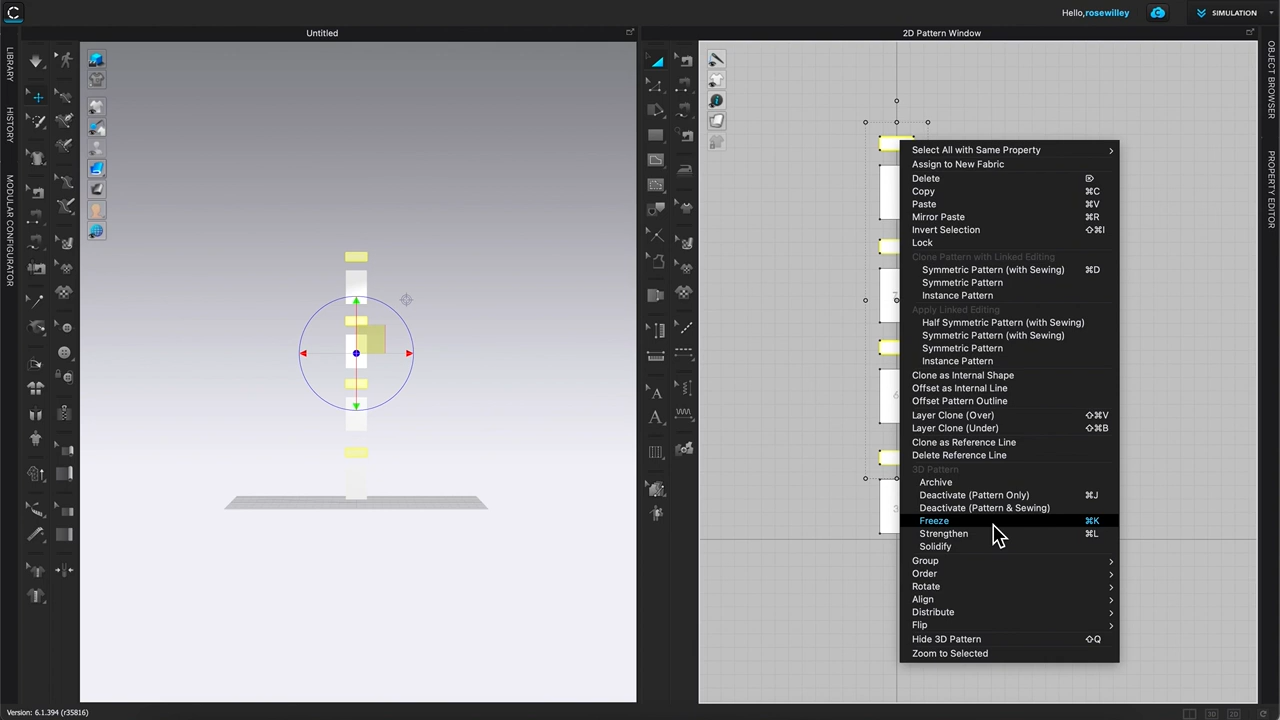 Hello, rosewilley
SIMULATION
Untitled
2D Pattern Window
LIBRARY
HISTORY
MODULAR CONFIGURATOR
OBJECT BROWSER
PROPERTY EDITOR
Select All with Same Property
Assign to New Fabric
Delete
Copy ⌘C
Paste ⌘V
Mirror Paste ⌘R
Invert Selection ⇧⌘I
Lock
Clone Pattern with Linked Editing
Symmetric Pattern (with Sewing) ⌘D
Symmetric Pattern
Instance Pattern
Apply Linked Editing
Half Symmetric Pattern (with Sewing)
Symmetric Pattern (with Sewing)
Symmetric Pattern
Instance Pattern
Clone as Internal Shape
Offset as Internal Line
Offset Pattern Outline
Layer Clone (Over) ⇧⌘V
Layer Clone (Under) ⇧⌘B
Clone as Reference Line
Delete Reference Line
3D Pattern
Archive
Deactivate (Pattern Only) ⌘J
Deactivate (Pattern & Sewing)
Freeze ⌘K
Strengthen ⌘L
Solidify
Group
Order
Rotate
Align
Distribute
Flip
Hide 3D Pattern ⇧Q
Zoom to Selected
Version: 6.1.394 (r35816)
3D
2D